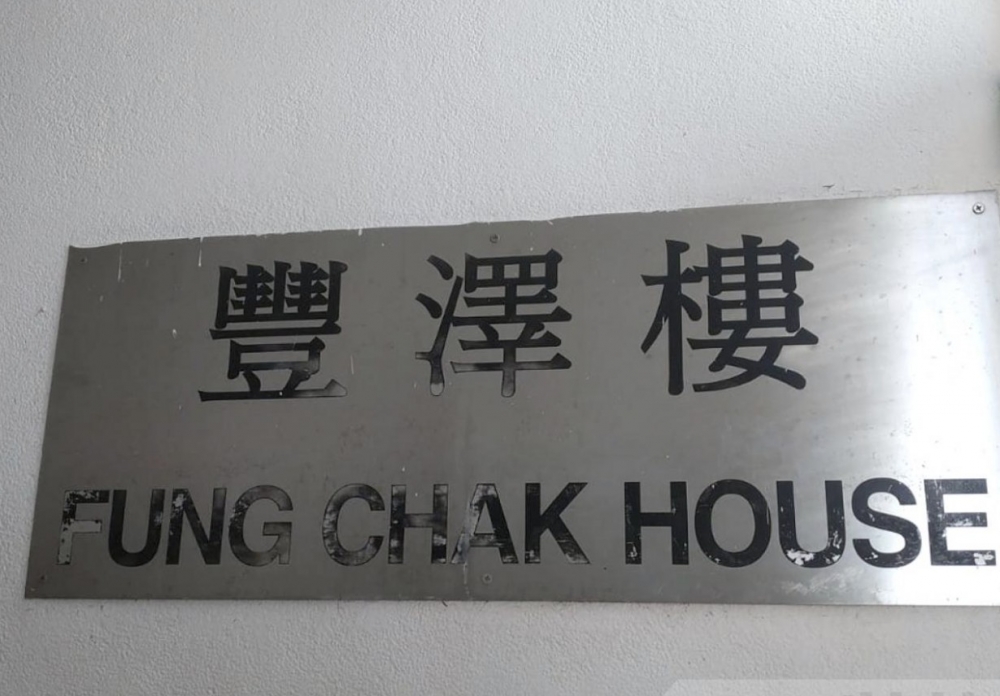 豐澤樓
FUNG CHAK HOUSE